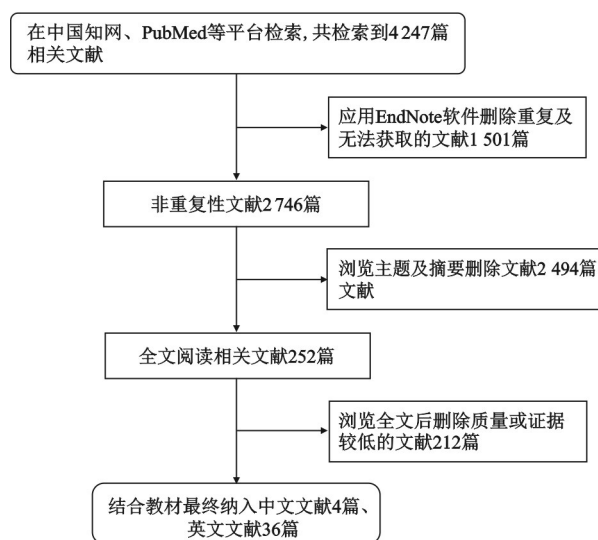 在中国知网、PubMed等平台检索,共检索到4 247篇
相关文献
应用EndNote软件删除重复及
无法获取的文献1 501篇
非重复性文献2 746篇
浏览主题及摘要删除文献2 494篇
文献
全文阅读相关文献252篇
浏览全文后删除质量或证据
较低的文献212篇
结合教材最终纳入中文文献4篇、
英文文献36篇